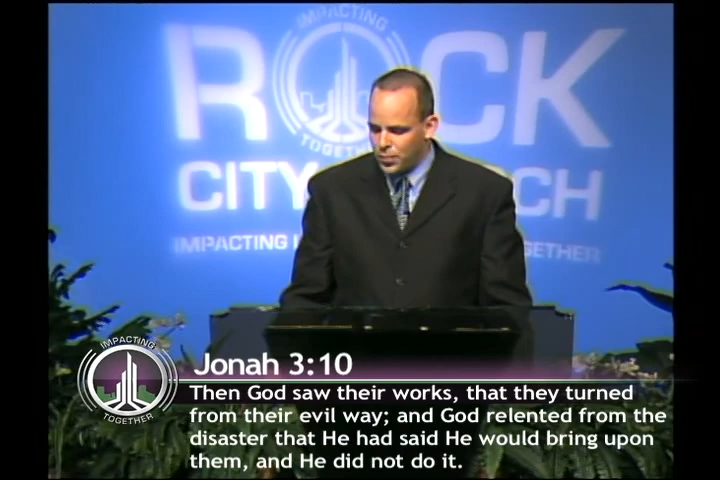 IMPACTING
ROCK
TOGETHER
CITY CH
IMPACTING
TOGETHER
IMPACTING
TOGETHER
Jonah 3:10
Then God saw their works, that they turned
from their evil way; and God relented from the
disaster that He had said He would bring upon
them, and He did not do it.